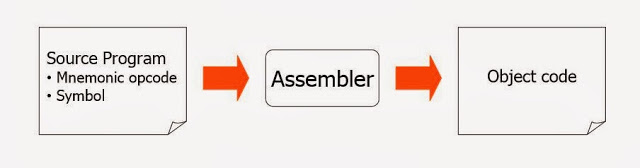 Source Program
• Mnemonic opcode
• Symbol
Assembler
Object code